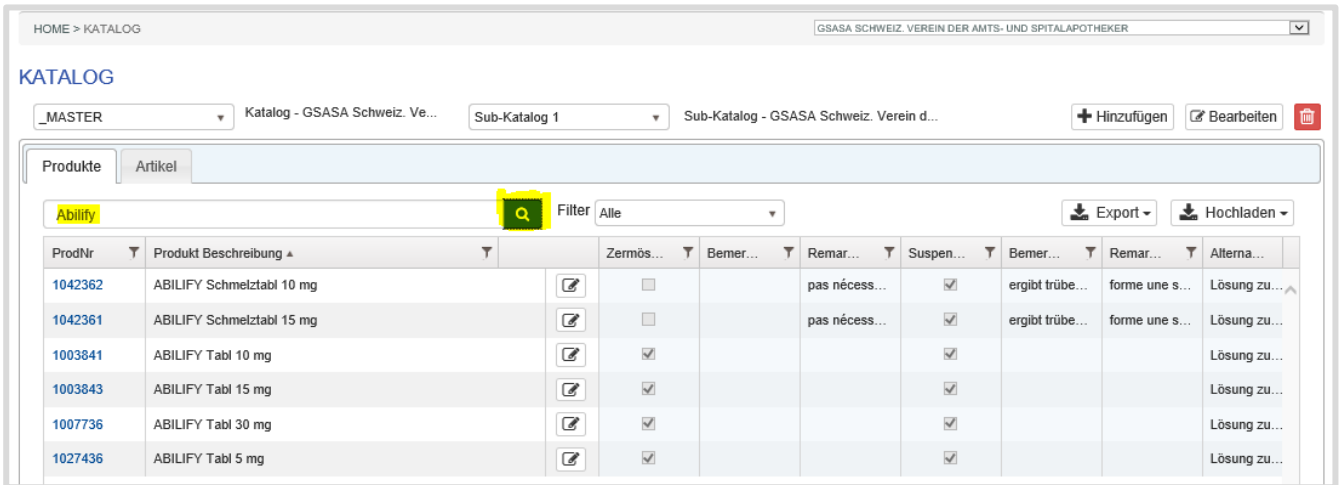 HOME > KATALOG GSASA SCHWEIZ. VEREIN DER AMTS- UND SPITALAPOTHEKER
KATALOG
_MASTER Katalog - GSASA Schweiz. Ve... Sub-Katalog 1 Sub-Katalog - GSASA Schweiz. Verein d... Hinzufügen Bearbeiten
Produkte Artikel
Abilify Filter Alle Export Hochladen
ProdNr Produkt Beschreibung Zermös... Bemer... Remar... Suspen... Bemer... Remar... Alterna...
1042362 ABILIFY Schmelztabl 10 mg pas nécess... ergibt trübe... forme une s... Lösung zu...
1042361 ABILIFY Schmelztabl 15 mg pas nécess... ergibt trübe... forme une s... Lösung zu...
1003841 ABILIFY Tabl 10 mg Lösung zu...
1003843 ABILIFY Tabl 15 mg Lösung zu...
1007736 ABILIFY Tabl 30 mg Lösung zu...
1027436 ABILIFY Tabl 5 mg Lösung zu...